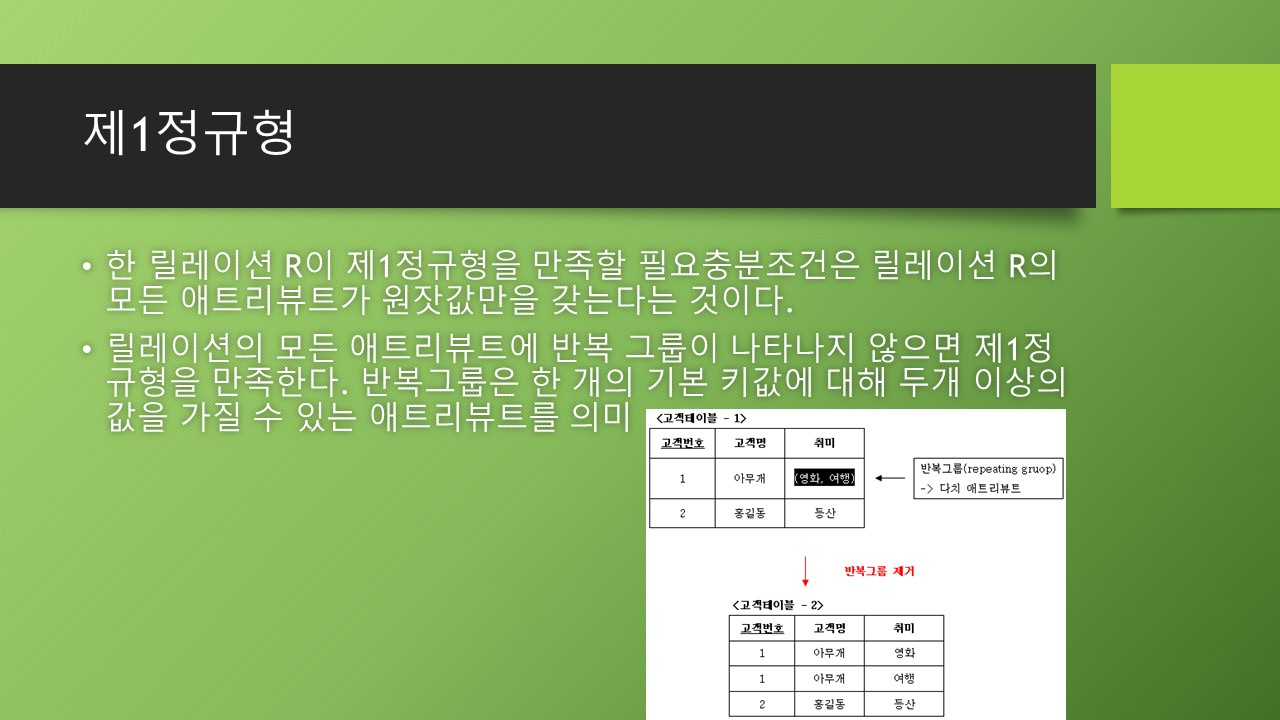 제1정규형
• 한 릴레이션 R이 제1정규형을 만족할 필요충분조건은 릴레이션 R의
모든 애트리뷰트가 원잣값만을 갖는다는 것이다.
• 릴레이션의 모든 애트리뷰트에 반복 그룹이 나타나지 않으면 제1정
규형을 만족한다. 반복그룹은 한 개의 기본 키값에 대해 두개 이상의
값을 가질 수 있는 애트리뷰트를 의미
<고객테이블 - 1>
고객번호 고객명 취미
1 아무개 (영화, 여행)
2 홍길동 등산
반복그룹(repeating gruop)
-> 다치 애트리뷰트
반복그룹 제거
<고객테이블 - 2>
고객번호 고객명 취미
1 아무개 영화
1 아무개 여행
2 홍길동 등산